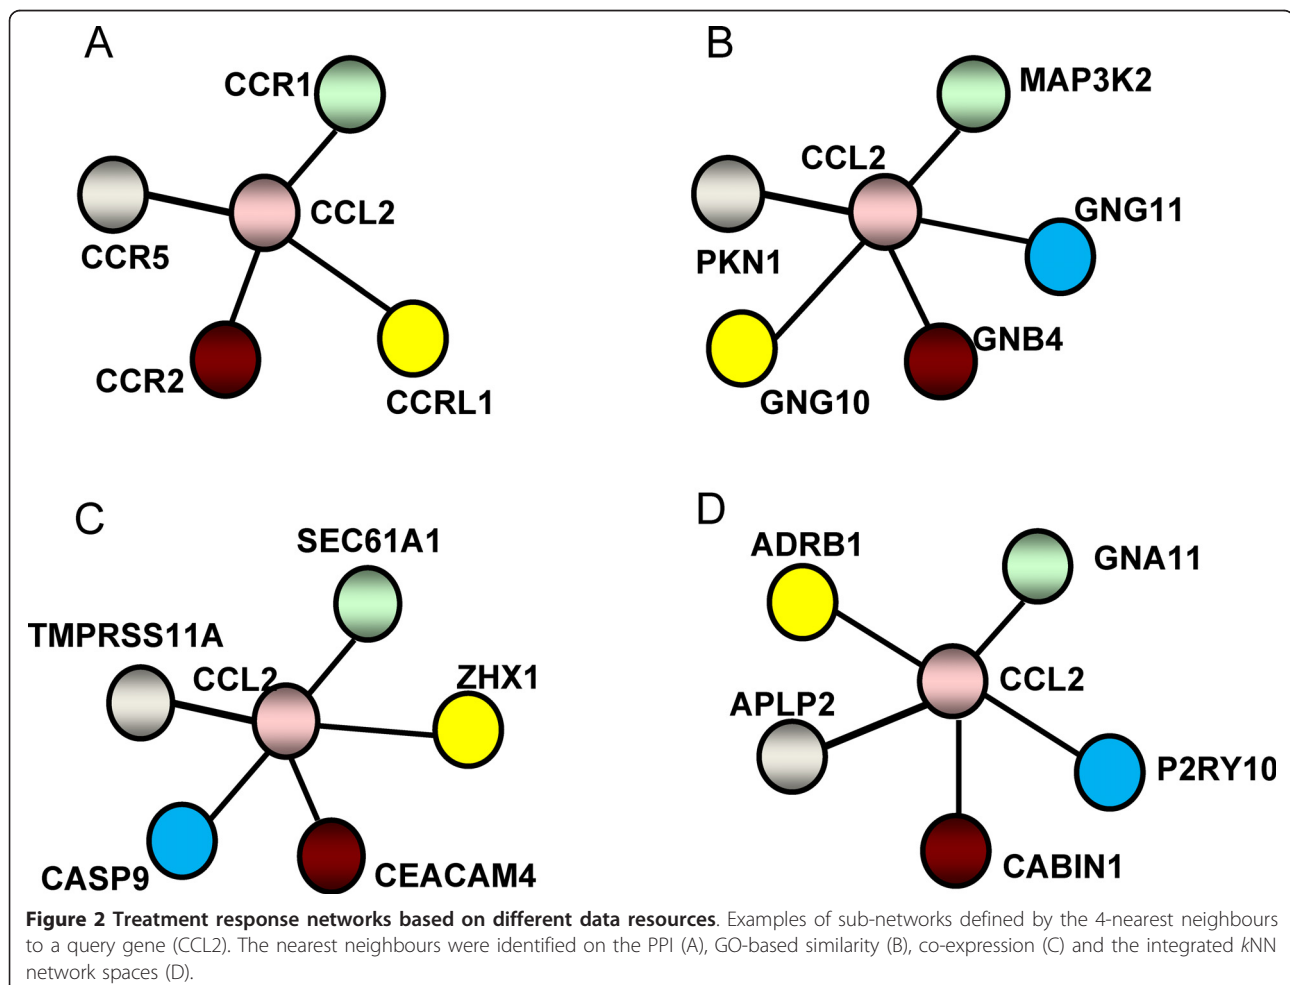 A
CCR1
CCL2
CCR5
CCR2
CCRL1
B
MAP3K2
CCL2
GNG11
PKN1
GNB4
GNG10
C
SEC61A1
TMPRSS11A
CCL2
ZHX1
CASP9
CEACAM4
D
ADRB1
GNA11
CCL2
APLP2
P2RY10
CABIN1
Figure 2 Treatment response networks based on different data resources. Examples of sub-networks defined by the 4-nearest neighbours
to a query gene (CCL2). The nearest neighbours were identified on the PPI (A), GO-based similarity (B), co-expression (C) and the integrated kNN
network spaces (D).